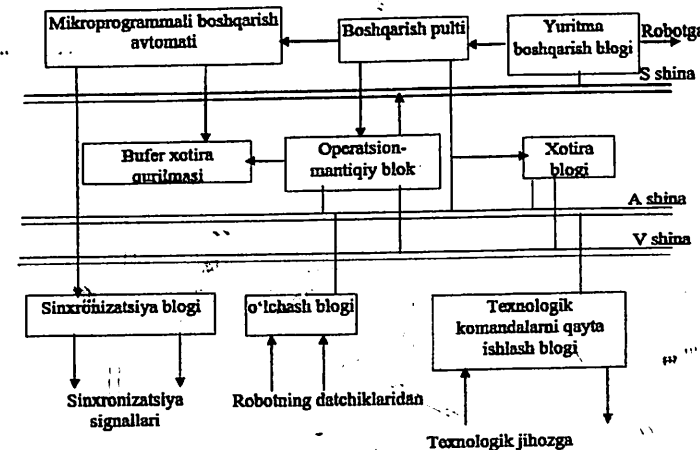 Mikroprogrammali boshqarish
avtomati
Boshqarish pulti
Yuritma
boshqarish blogi
Robotga
S shina
Bufer xotira
qurilmasi
Operatsion-
mantiqiy blok
Xotira
blogi
A shina
V shina
Sinxronizatsiya blogi
o‘lchash blogi
Texnologik
komandalarni qayta
ishlash blogi
Sinxronizatsiya
signallari
Robotning datchiklaridan
Texnologik jihozga